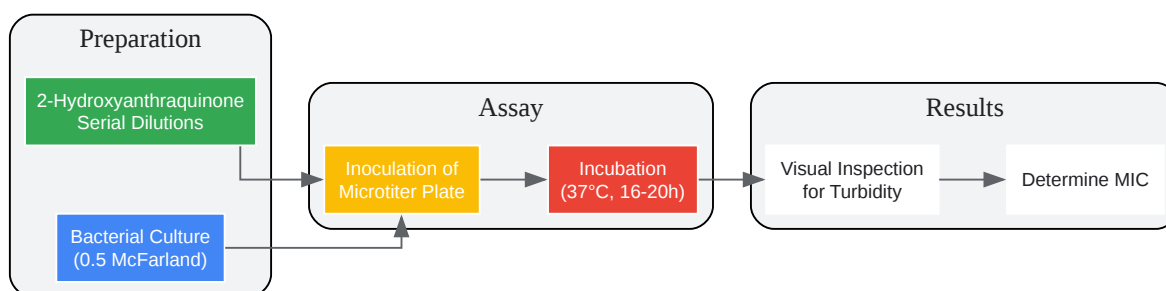 Preparation
2-Hydroxyanthraquinone
Serial Dilutions
Bacterial Culture
(0.5 McFarland)
Assay
Inoculation of
Microtiter Plate
Incubation
(37°C, 16-20h)
Results
Visual Inspection
for Turbidity
Determine MIC